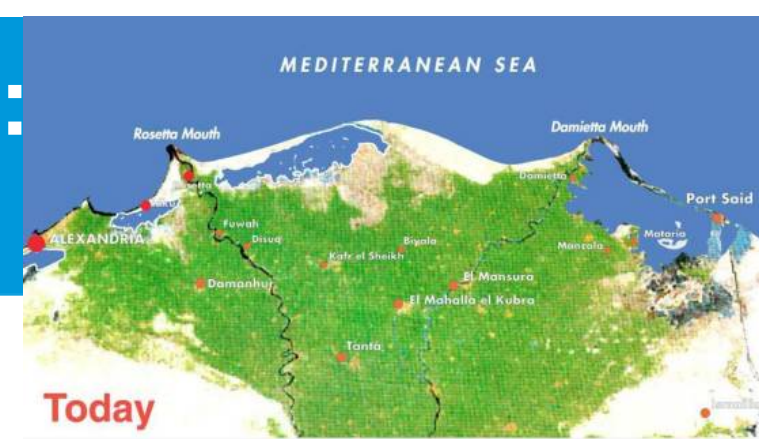 MEDITERRANEAN SEA
Rosetta Mouth
Damietta Mouth
Damietta
Port Said
Fuwah
Disuq
ALEXANDRIA
Biyala
Kafr el Sheikh
Manzala
Mataria
Damanhur
El Mansura
El Mahalla el Kubra
Tanta
Today